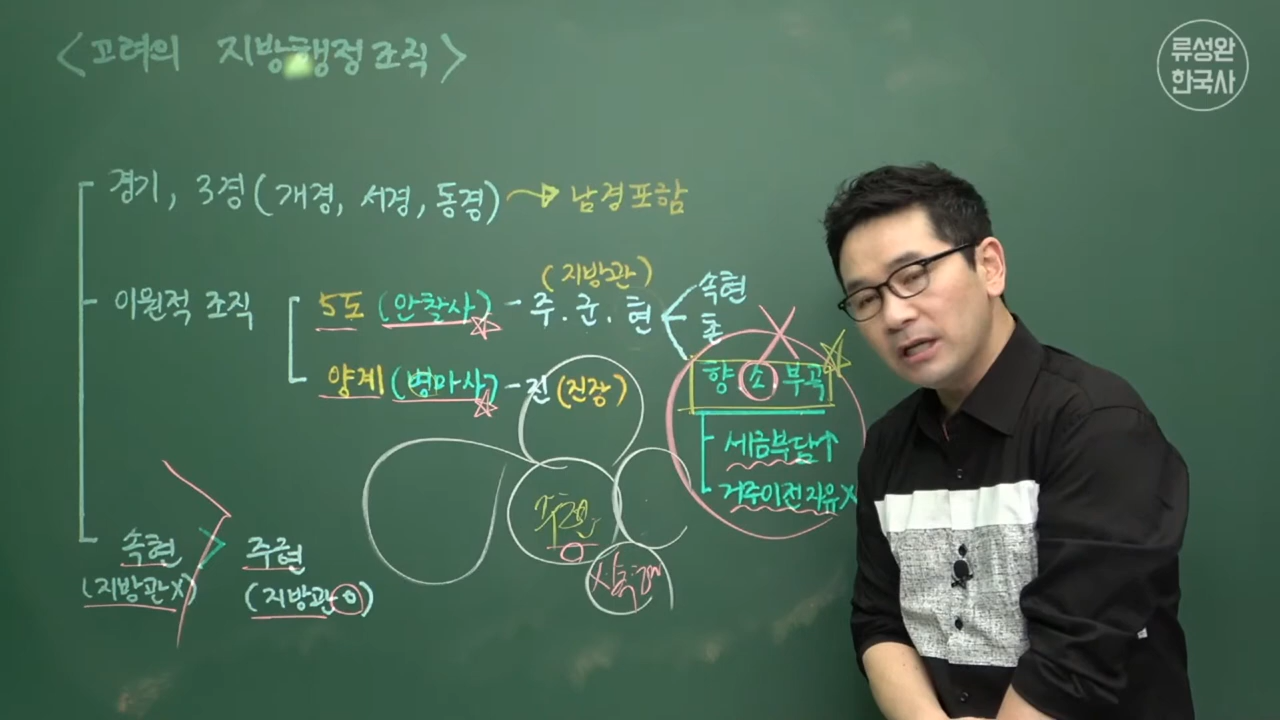 <고려의 지방행정조직>
류성완
한국사
경기, 3경(개경, 서경, 동경) → 남경포함
이원적 조직
5도(안찰사) - 주.군.현
(지방관)
속현
촌
향 소 부곡
양계(병마사) - 진(진장)
세금부담↑
거주이전자유X
주현
속현 > 주현
(지방관X) (지방관O)